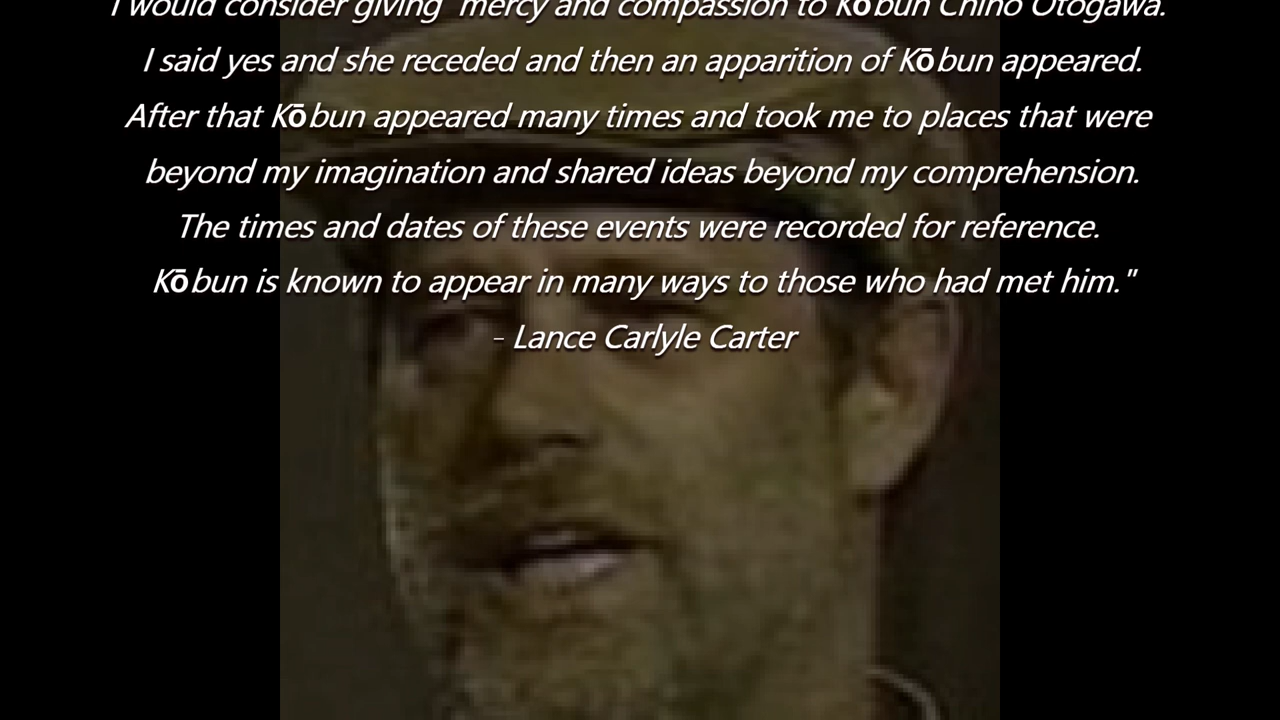 I would consider giving mercy and compassion to Kōbun Chino Otogawa.
I said yes and she receded and then an apparition of Kōbun appeared.
After that Kōbun appeared many times and took me to places that were
beyond my imagination and shared ideas beyond my comprehension.
The times and dates of these events were recorded for reference.
Kōbun is known to appear in many ways to those who had met him."
- Lance Carlyle Carter